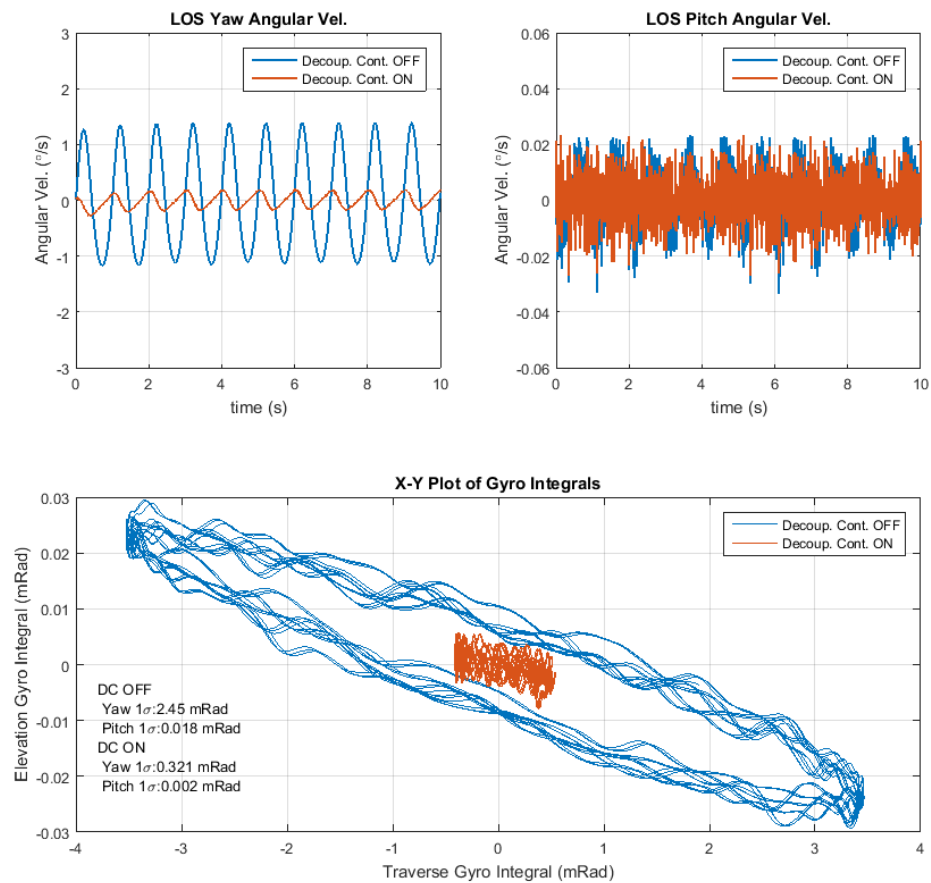 LOS Yaw Angular Vel.
3
2
1
0
-1
-2
-3
Angular Vel. (°/s)
Decoup. Cont. OFF
Decoup. Cont. ON
0 2 4 6 8 10
time (s)
LOS Pitch Angular Vel.
0.06
0.04
0.02
0
-0.02
-0.04
-0.06
Angular Vel. (°/s)
Decoup. Cont. OFF
Decoup. Cont. ON
0 2 4 6 8 10
time (s)
X-Y Plot of Gyro Integrals
0.03
0.02
0.01
0
-0.01
-0.02
-0.03
Elevation Gyro Integral (mRad)
Decoup. Cont. OFF
Decoup. Cont. ON
DC OFF
Yaw 1σ:2.45 mRad
Pitch 1σ:0.018 mRad
DC ON
Yaw 1σ:0.321 mRad
Pitch 1σ:0.002 mRad
-4 -3 -2 -1 0 1 2 3 4
Traverse Gyro Integral (mRad)